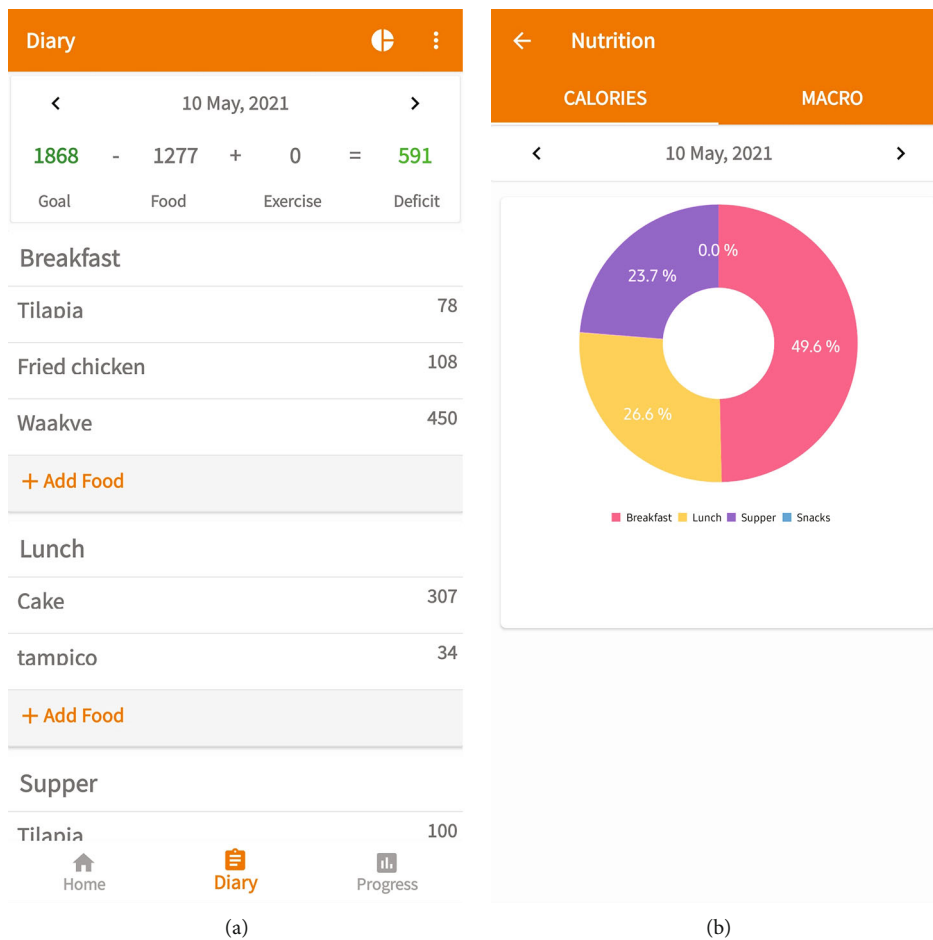 Diary
10 May, 2021
1868 - 1277 + 0 = 591
Goal Food Exercise Deficit
Breakfast
Tilapia 78
Fried chicken 108
Waakye 450
+ Add Food
Lunch
Cake 307
tampico 34
+ Add Food
Supper
Tilapia 100
Home Diary Progress
(a)
Nutrition
CALORIES MACRO
10 May, 2021
0.0 %
23.7 %
49.6 %
26.6 %
Breakfast Lunch Supper Snacks
(b)